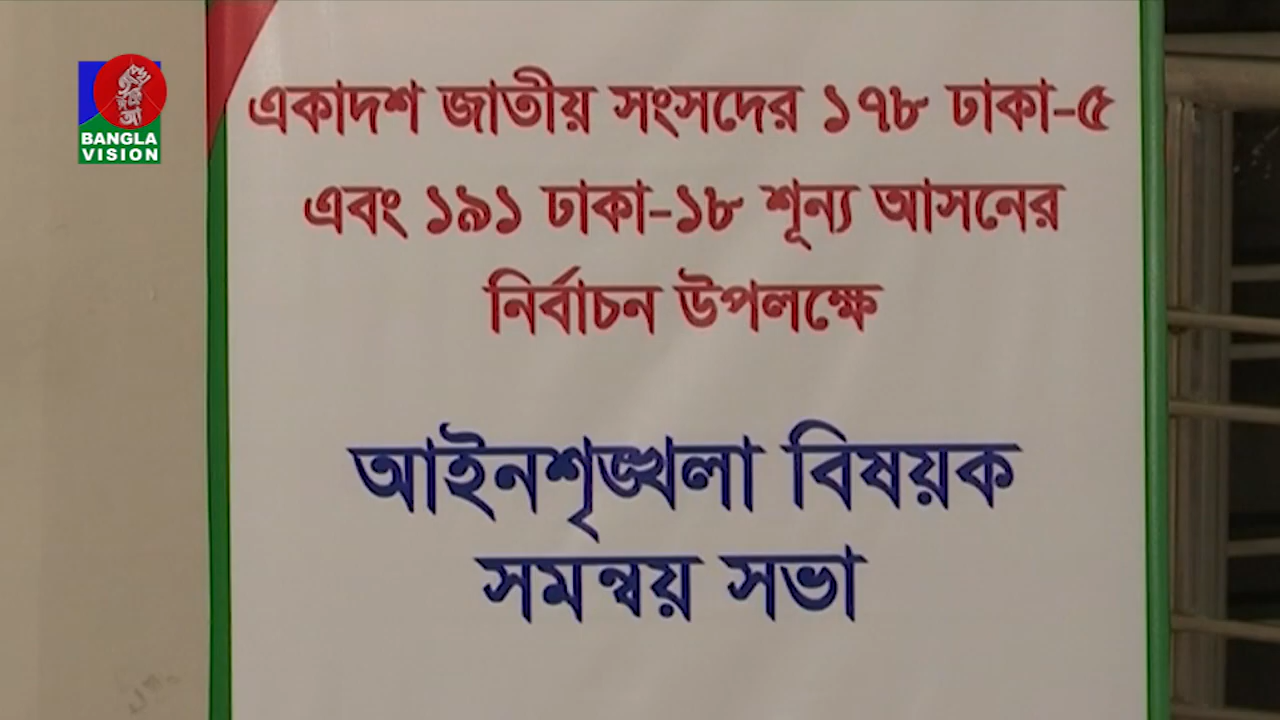 BANGLA
VISION
একাদশ জাতীয় সংসদের ১৭৮ ঢাকা-৫
এবং ১৯১ ঢাকা-১৮ শূন্য আসনের
নির্বাচন উপলক্ষে
আইনশৃঙ্খলা বিষয়ক
সমন্বয় সভা